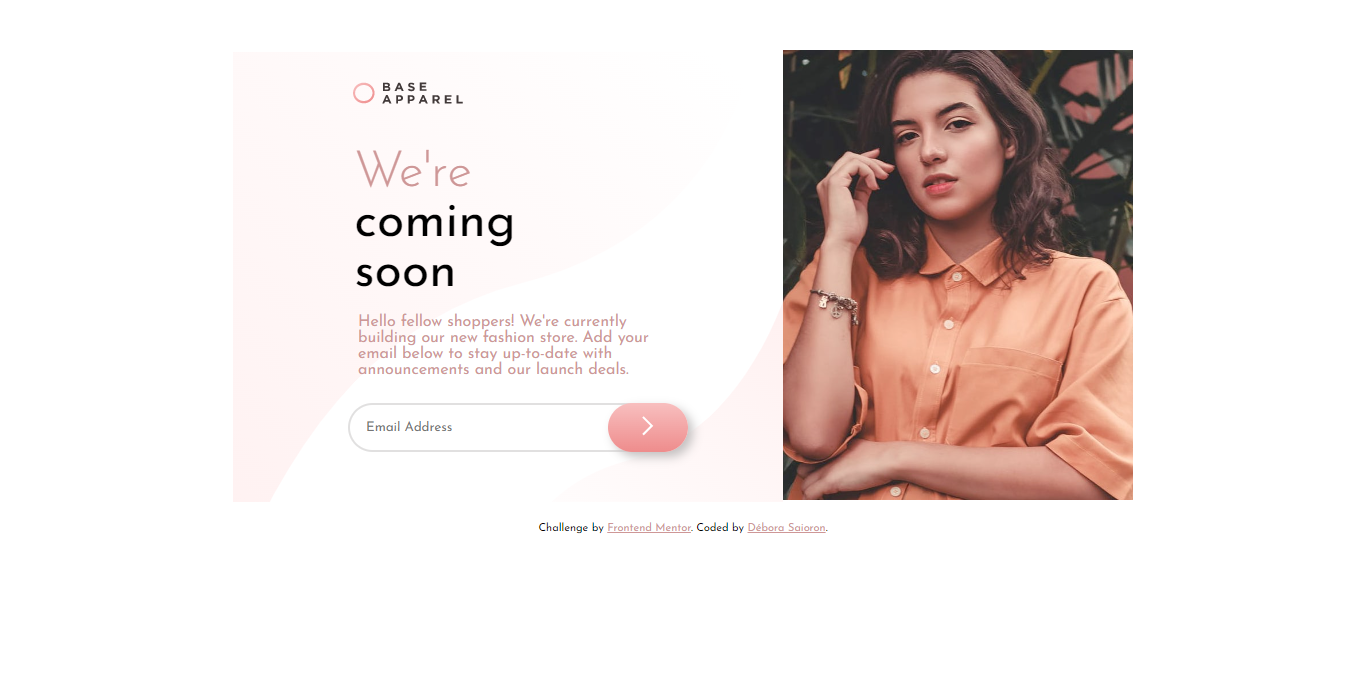 BASE
APPAREL
We're
coming
soon
Hello fellow shoppers! We're currently
building our new fashion store. Add your
email below to stay up-to-date with
announcements and our launch deals.
Email Address
Challenge by Frontend Mentor. Coded by Débora Saioron.